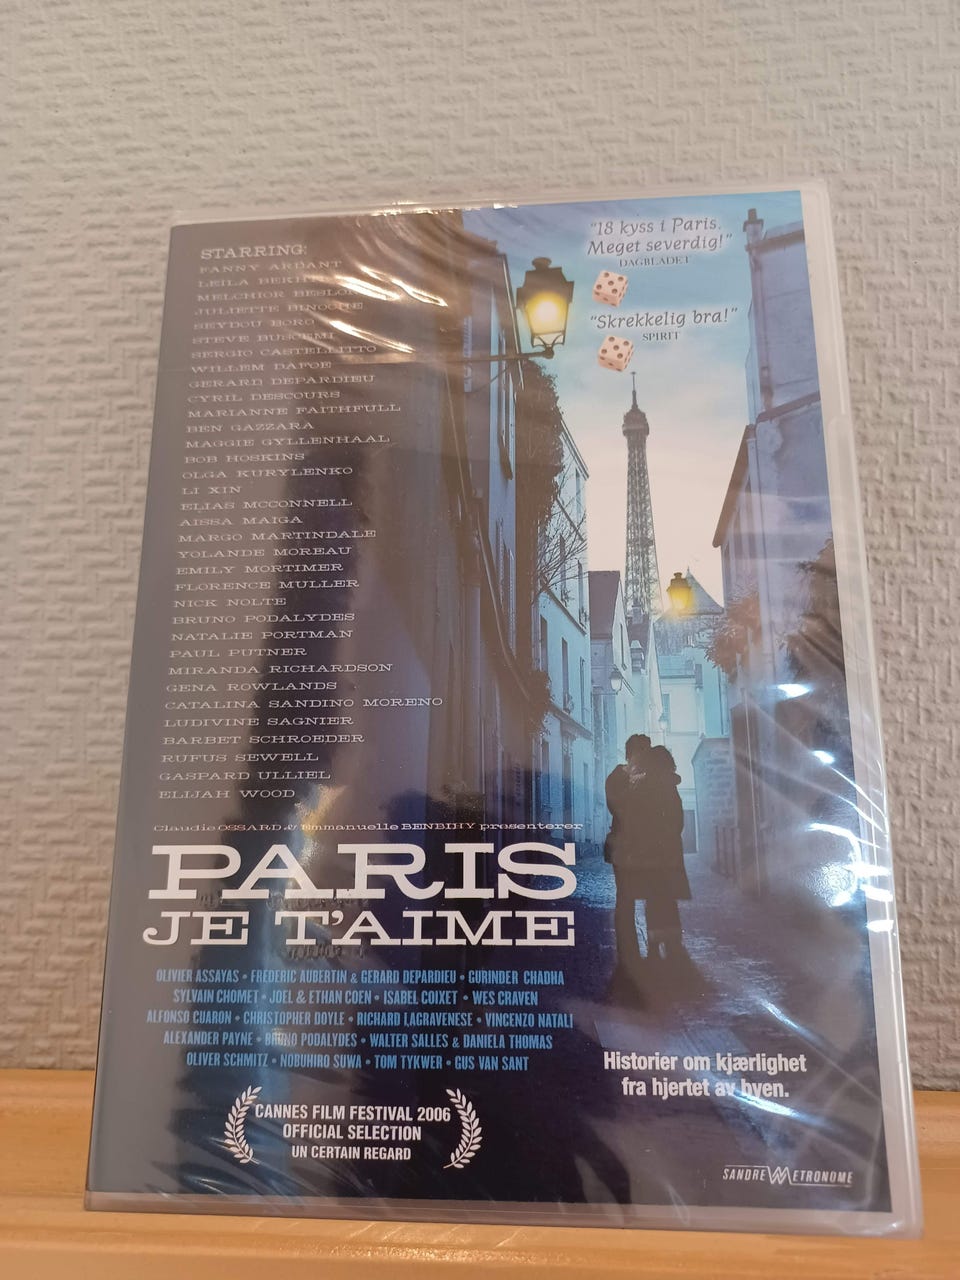 STARRING:
FANNY ARDANT
LEILA
MELCHIOR BESLON
JULIETTE BINOCHE
SEYDOU BORO
STEVE BUSCEMI
SERGIO CASTELLITTO
WILLEM DAFOE
GERARD DEPARDIEU
CYRIL DESCOURS
MARIANNE FAITHFULL
BEN GAZZARA
MAGGIE GYLLENHAAL
BOB HOSKINS
OLGA KURYLENKO
LI XIN
ELIAS MCCONNELL
AISSA MAIGA
MARGO MARTINDALE
YOLANDE MOREAU
EMILY MORTIMER
FLORENCE MULLER
NICK NOLTE
BRUNO PODALYDES
NATALIE PORTMAN
PAUL PUTNER
MIRANDA RICHARDSON
GENA ROWLANDS
CATALINA SANDINO MORENO
LUDIVINE SAGNIER
BARBET SCHROEDER
RUFUS SEWELL
GASPARD ULLIEL
ELIJAH WOOD
"18 kyss i Paris.
Meget severdig!"
DAGBLADET
"Skrekkelig bra!"
SPIRIT
Claudie OSSARD & Emmanuelle BENBIHY presenterer
PARIS
JE T'AIME
OLIVIER ASSAYAS • FREDERIC AUBERTIN & GERARD DEPARDIEU • GURINDER CHADHA
SYLVAIN CHOMET • JOEL & ETHAN COEN • ISABEL COIXET • WES CRAVEN
ALFONSO CUARON • CHRISTOPHER DOYLE • RICHARD LAGRAVENESE • VINCENZO NATALI
ALEXANDER PAYNE • BRUNO PODALYDES • WALTER SALLES & DANIELA THOMAS
OLIVER SCHMITZ • NOBUHIRO SUWA • TOM TYKWER • GUS VAN SANT
Historier om kjærlighet
fra hjertet av byen.
CANNES FILM FESTIVAL 2006
OFFICIAL SELECTION
UN CERTAIN REGARD
SANDREW METRONOME